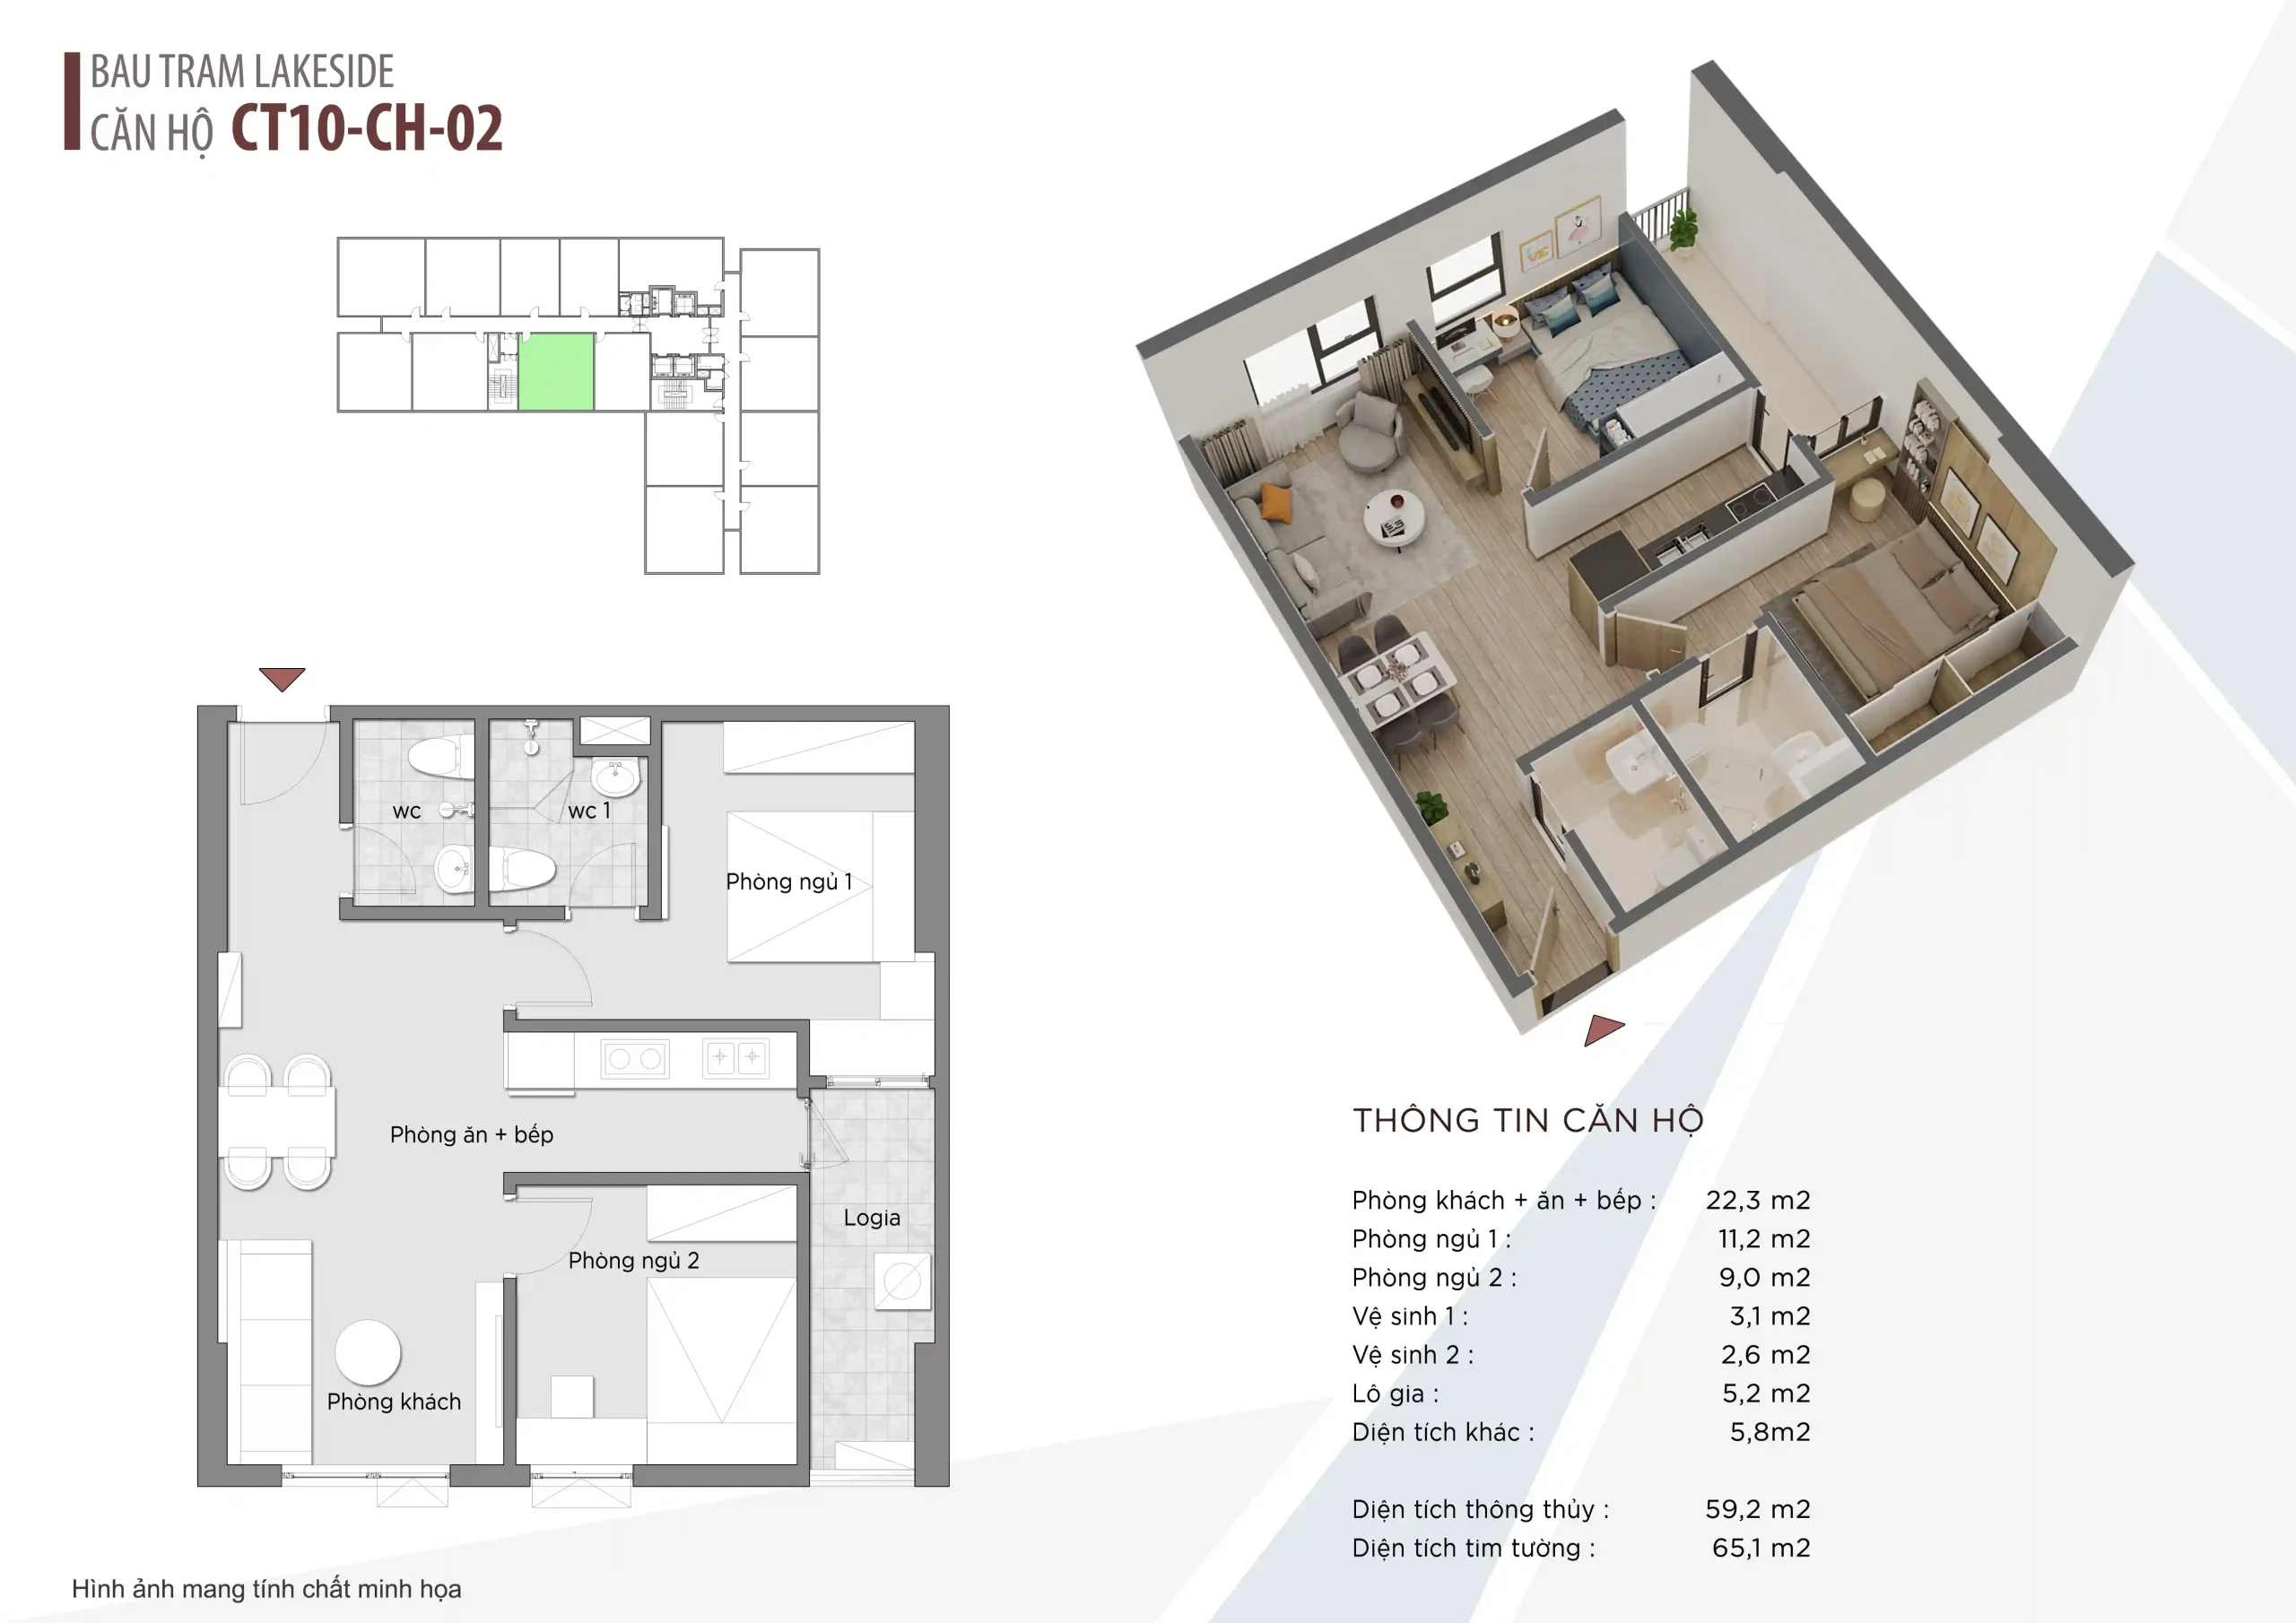 BAU TRAM LAKESIDE
CĂN HỘ CT10-CH-02
wc
wc 1
Phòng ngủ 1
Phòng ăn + bếp
Logia
Phòng ngủ 2
Phòng khách
THÔNG TIN CĂN HỘ
Phòng khách + ăn + bếp : 22,3 m2
Phòng ngủ 1 : 11,2 m2
Phòng ngủ 2 : 9,0 m2
Vệ sinh 1 : 3,1 m2
Vệ sinh 2 : 2,6 m2
Lô gia : 5,2 m2
Diện tích khác : 5,8m2
Diện tích thông thủy : 59,2 m2
Diện tích tim tường : 65,1 m2
Hình ảnh mang tính chất minh họa